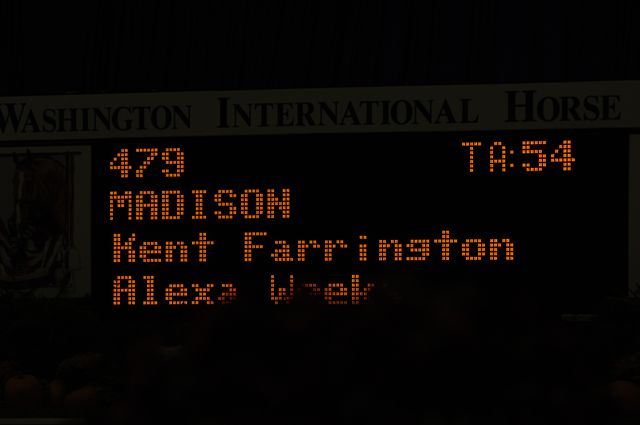 WASHINGTON INTERNATIONAL HORSE
479 TA:54
MADISON
Kent Farrington
Alexa